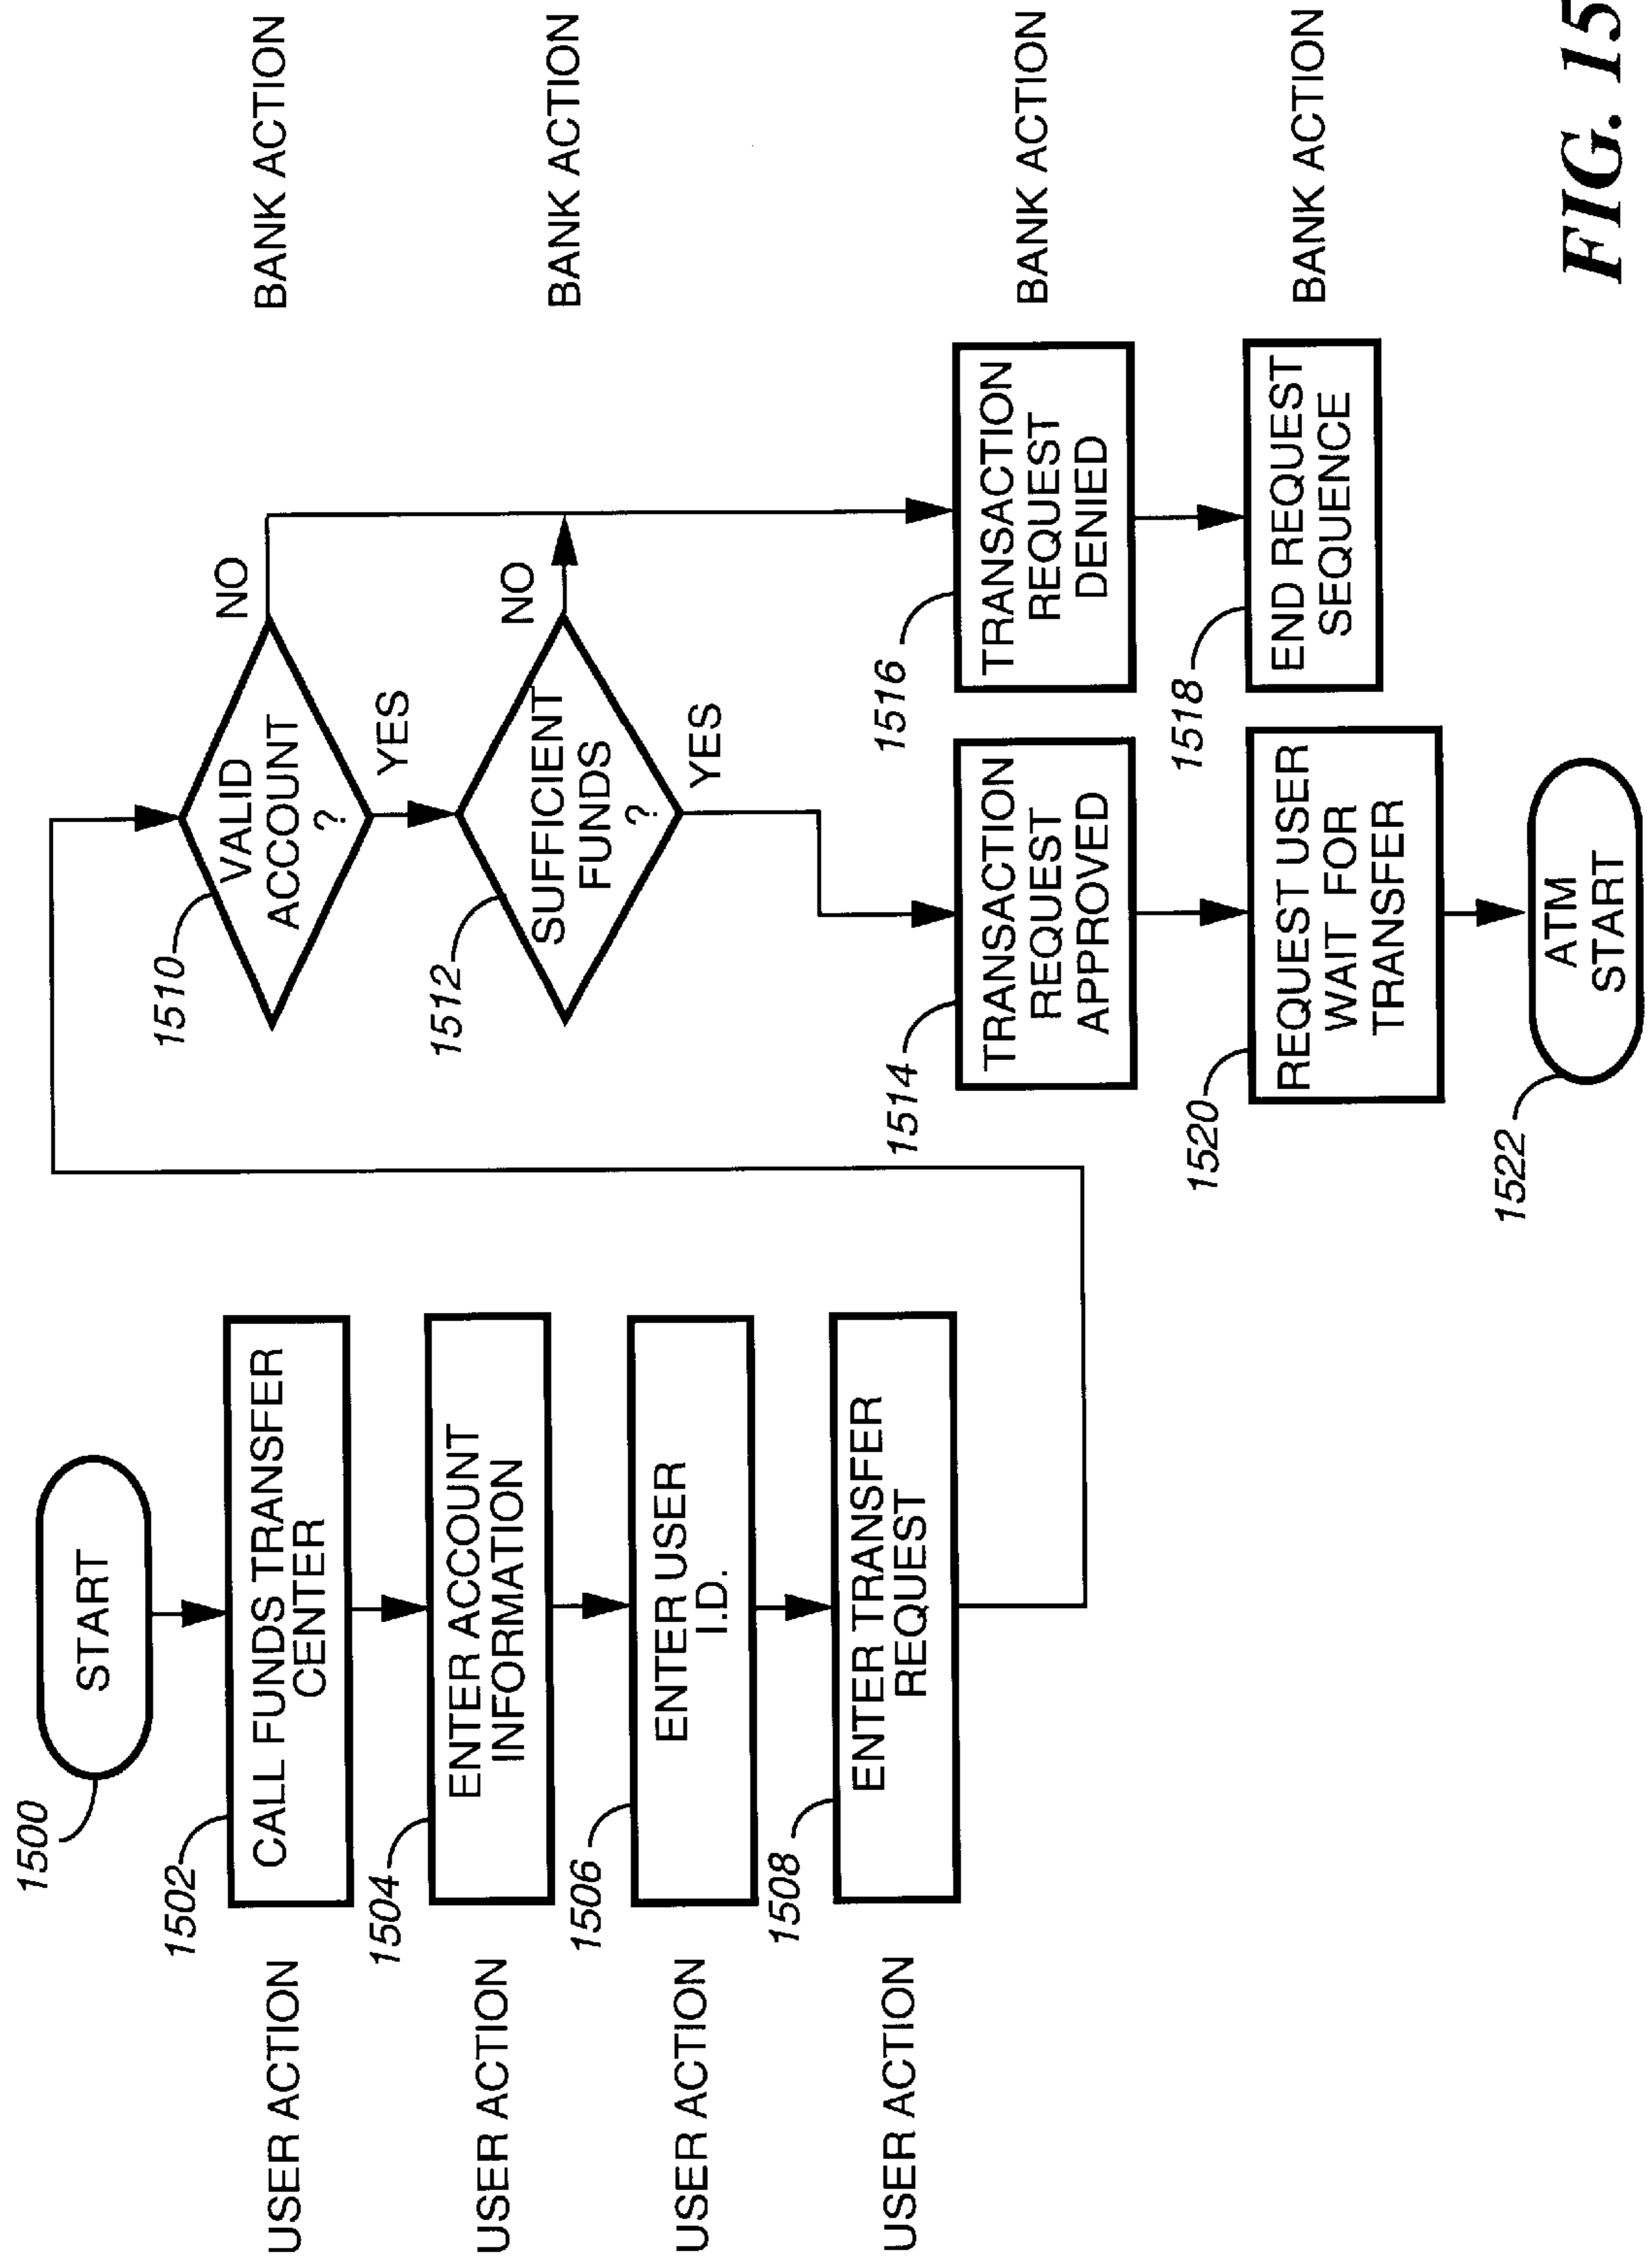 1500
START
USER ACTION
1502
CALL FUNDS TRANSFER
CENTER
USER ACTION
1504
ENTER ACCOUNT
INFORMATION
USER ACTION
1506
ENTER USER
I.D.
USER ACTION
1508
ENTER TRANSFER
REQUEST
1510
VALID
ACCOUNT
?
NO
YES
BANK ACTION
1512
SUFFICIENT
FUNDS
?
NO
YES
BANK ACTION
1514
TRANSACTION
REQUEST
APPROVED
1516
TRANSACTION
REQUEST
DENIED
BANK ACTION
1520
REQUEST USER
WAIT FOR
TRANSFER
1518
END REQUEST
SEQUENCE
BANK ACTION
1522
ATM
START
FIG. 15